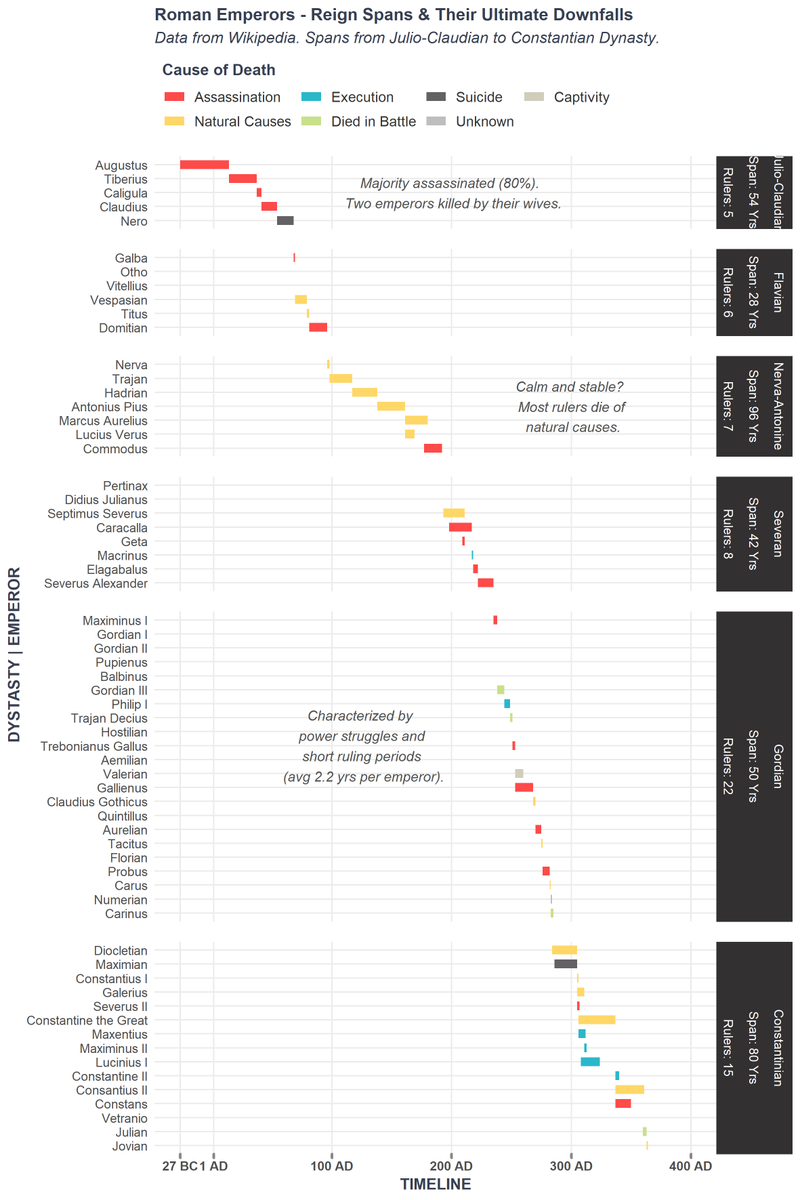 Roman Emperors - Reign Spans & Their Ultimate Downfalls
Data from Wikipedia. Spans from Julio-Claudian to Constantian Dynasty.
Cause of Death
Assassination Execution Suicide Captivity
Natural Causes Died in Battle Unknown
Augustus
Tiberius
Caligula
Claudius
Nero
Majority assassinated (80%).
Two emperors killed by their wives.
Julio-Claudian
Span: 54 Yrs
Rulers: 5
Galba
Otho
Vitellius
Vespasian
Titus
Domitian
Flavian
Span: 28 Yrs
Rulers: 6
Nerva
Trajan
Hadrian
Antonius Pius
Marcus Aurelius
Lucius Verus
Commodus
Calm and stable?
Most rulers die of
natural causes.
Nerva-Antonine
Span: 96 Yrs
Rulers: 7
Pertinax
Didius Julianus
Septimus Severus
Caracalla
Geta
Macrinus
Elagabalus
Severus Alexander
Severan
Span: 42 Yrs
Rulers: 8
Maximinus I
Gordian I
Gordian II
Pupienus
Balbinus
Gordian III
Philip I
Trajan Decius
Hostilian
Trebonianus Gallus
Aemilian
Valerian
Gallienus
Claudius Gothicus
Quintillus
Aurelian
Tacitus
Florian
Probus
Carus
Numerian
Carinus
Characterized by
power struggles and
short ruling periods
(avg 2.2 yrs per emperor).
Gordian
Span: 50 Yrs
Rulers: 22
Diocletian
Maximian
Constantius I
Galerius
Severus II
Constantine the Great
Maxentius
Maximinus II
Lucinius I
Constantine II
Consantius II
Constans
Vetranio
Julian
Jovian
Constantinian
Span: 80 Yrs
Rulers: 15
DYSTASTY | EMPEROR
27 BC 1 AD 100 AD 200 AD 300 AD 400 AD
TIMELINE